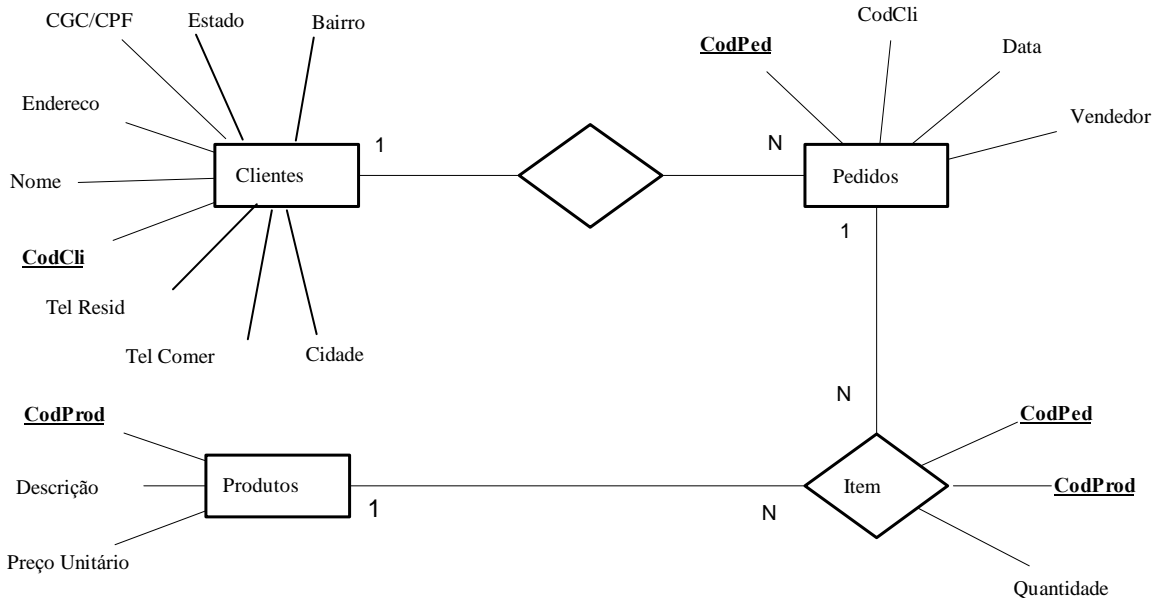 CGC/CPF
Estado
Bairro
CodCli
CodPed
Data
Endereco
Vendedor
1
N
Nome
Clientes
Pedidos
1
CodCli
Tel Resid
Tel Comer
Cidade
N
CodProd
CodPed
Descrição
Produtos
Item
CodProd
1
N
Preço Unitário
Quantidade